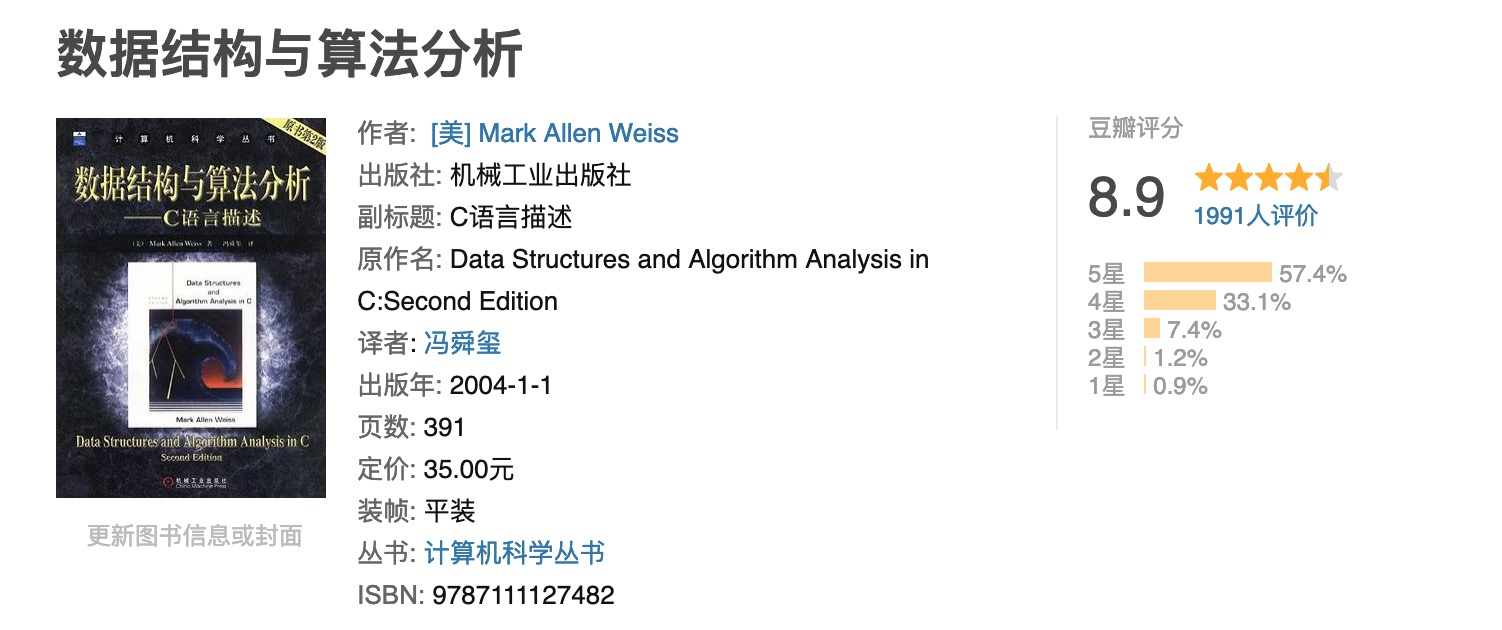 数据结构与算法分析
计算机科学丛书
原书第2版
数据结构与算法分析
——C语言描述
(美) Mark Allen Weiss 著 冯舜玺 译
Data Structures
and
Algorithm Analysis in C
Mark Allen Weiss
Data Structures and Algorithm Analysis in C
Second Edition
机械工业出版社
China Machine Press
更新图书信息或封面
作者: [美] Mark Allen Weiss
出版社: 机械工业出版社
副标题: C语言描述
原作名: Data Structures and Algorithm Analysis in
C:Second Edition
译者: 冯舜玺
出版年: 2004-1-1
页数: 391
定价: 35.00元
装帧: 平装
丛书: 计算机科学丛书
ISBN: 9787111127482
豆瓣评分
8.9
1991人评价
5星 57.4%
4星 33.1%
3星 7.4%
2星 1.2%
1星 0.9%